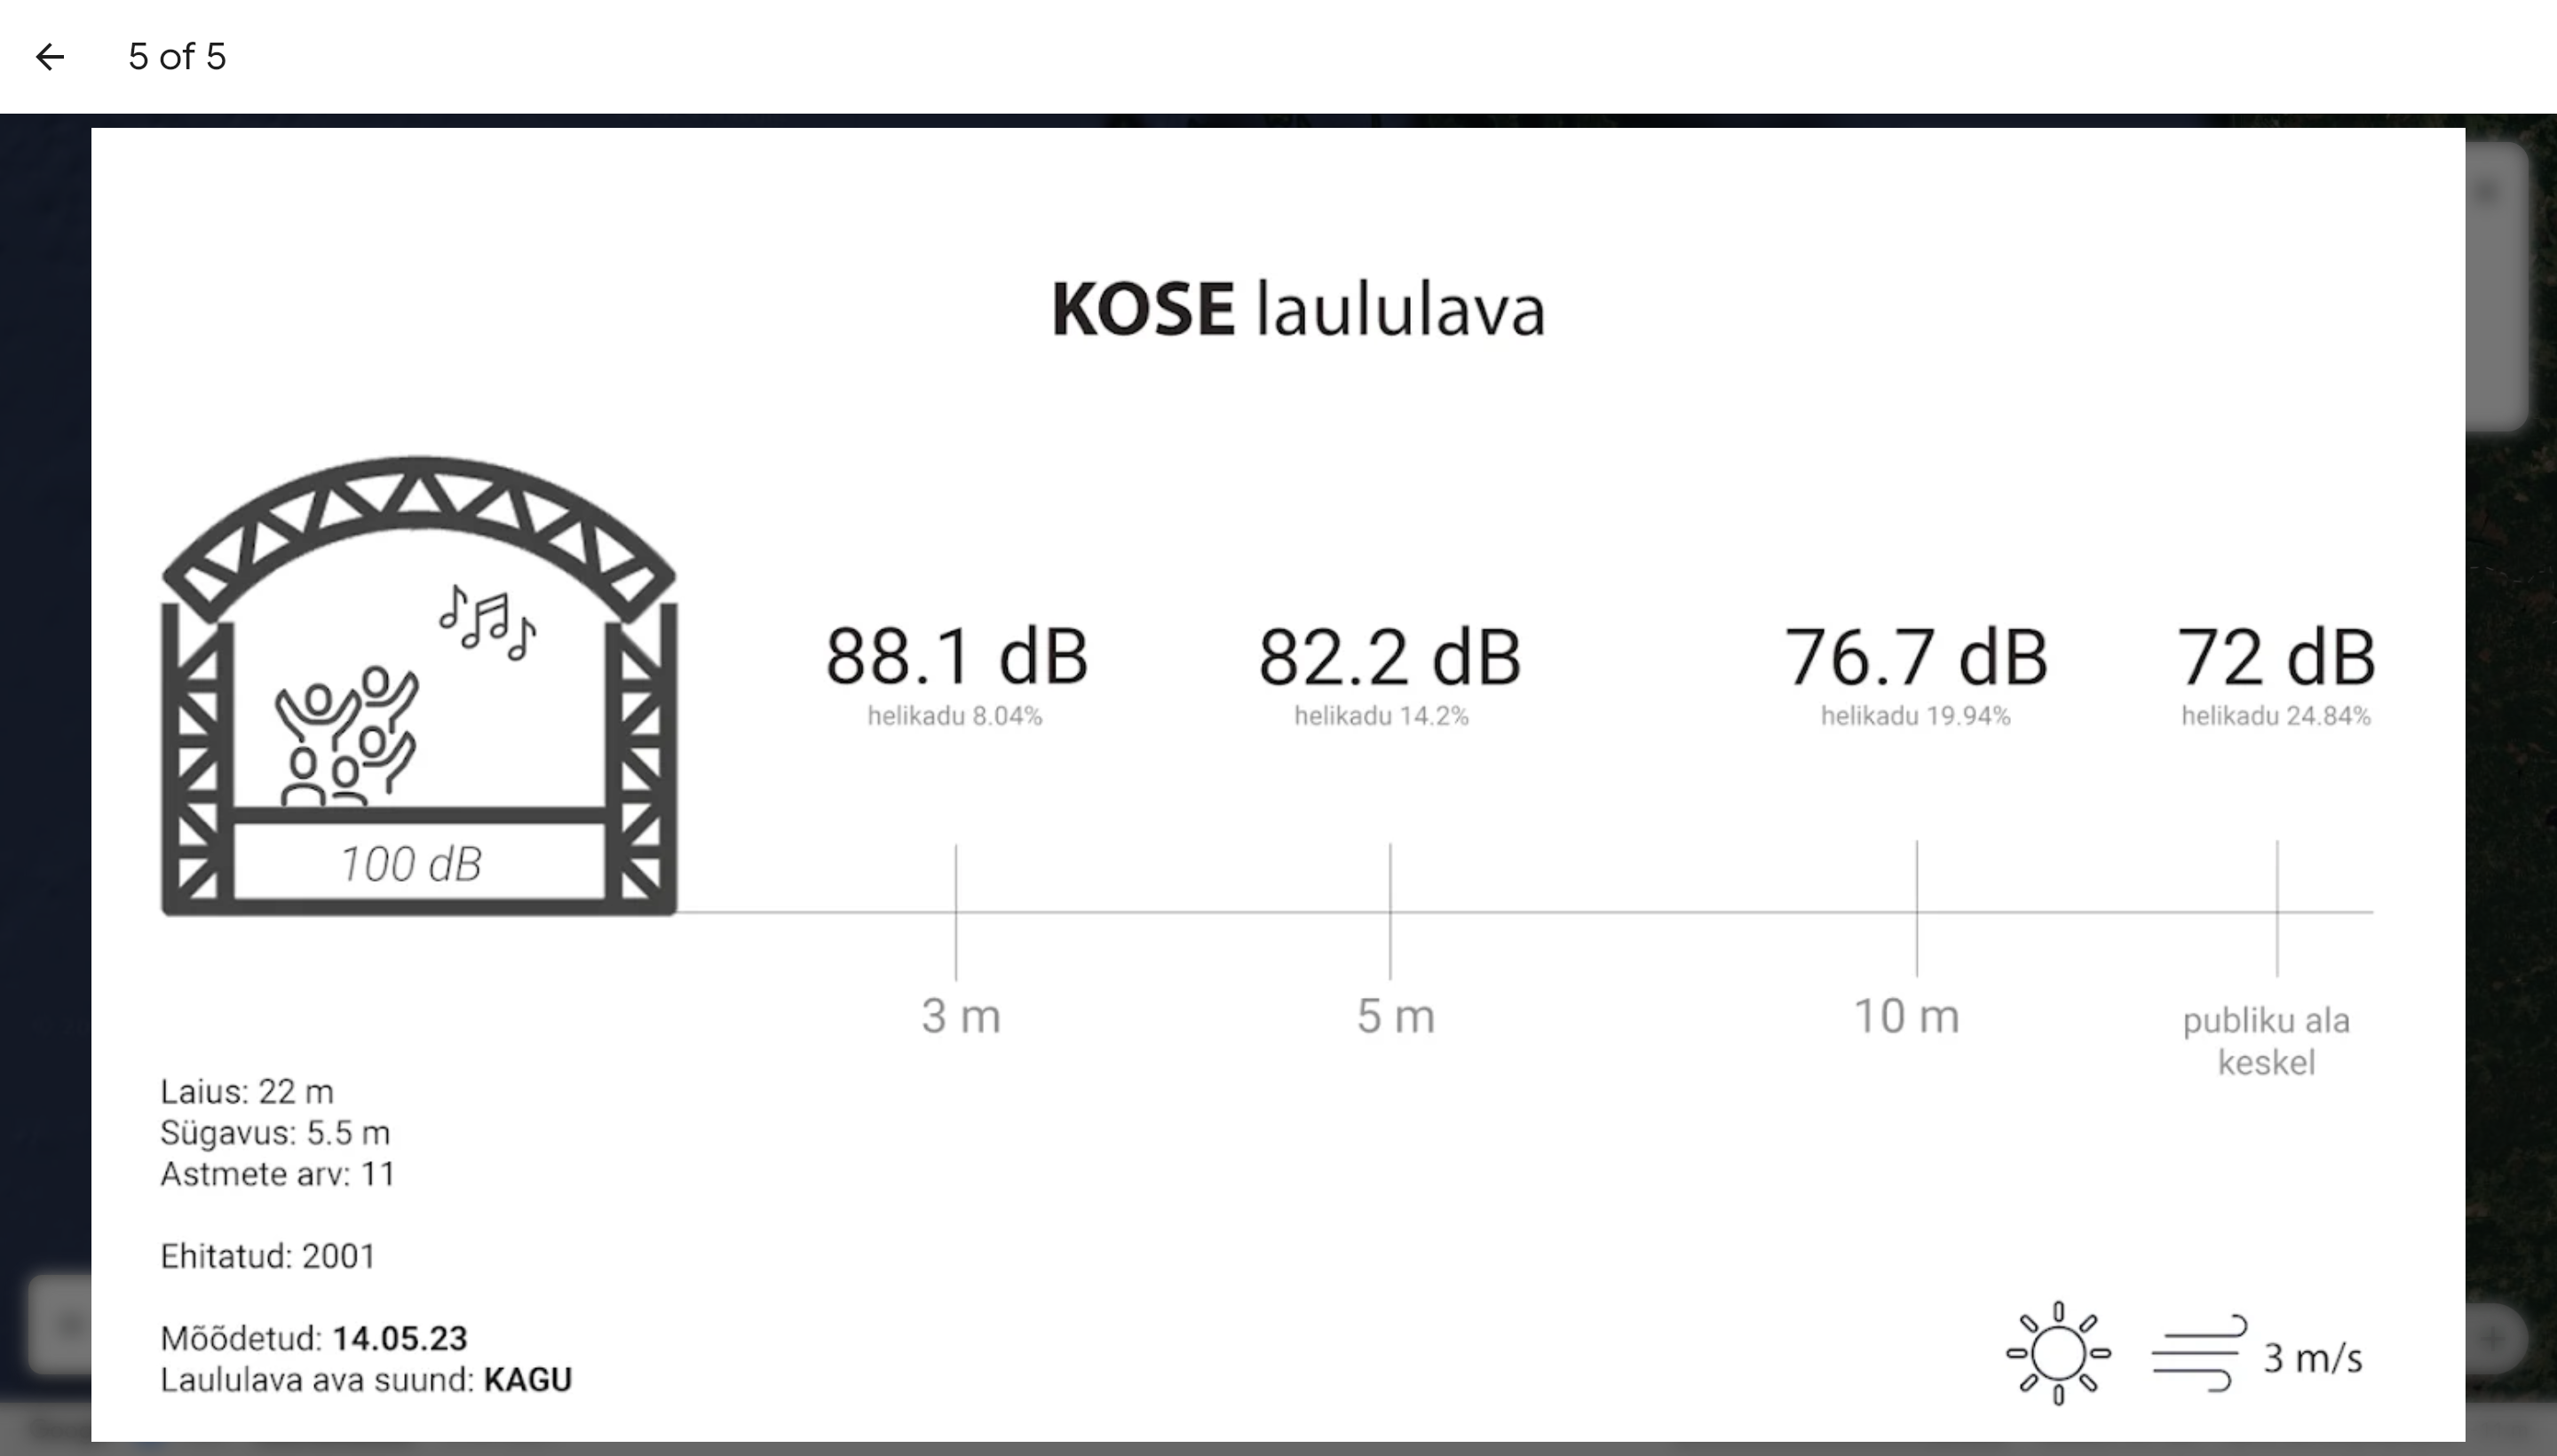 5 of 5
KOSE laululava
88.1 dB
helikadu 8.04%
82.2 dB
helikadu 14.2%
76.7 dB
helikadu 19.94%
72 dB
helikadu 24.84%
100 dB
3 m
5 m
10 m
publiku ala
keskel
Laius: 22 m
Sügavus: 5.5 m
Astmete arv: 11
Ehitatud: 2001
Mõõdetud: 14.05.23
Laululava ava suund: KAGU
3 m/s